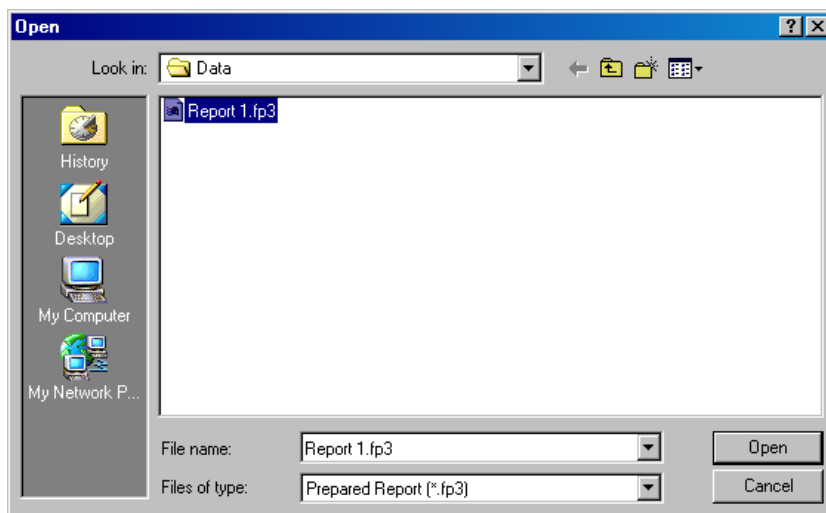 Open
Look in: Data
Report 1.fp3
History
Desktop
My Computer
My Network P...
File name: Report 1.fp3 Open
Files of type: Prepared Report (*.fp3) Cancel